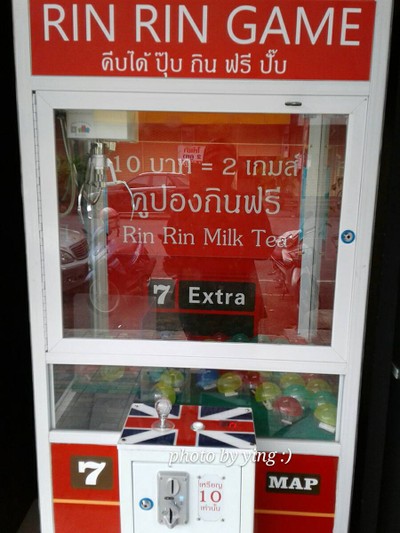 RIN RIN GAME
คีบได้ ปุ๊บ กิน ฟรี ปั๊บ
10 บาท = 2 เกมส์
คูปองกินฟรี
Rin Rin Milk Tea
7 Extra
photo by ying :)
7
MAP
เหรียญ
10
เท่านั้น